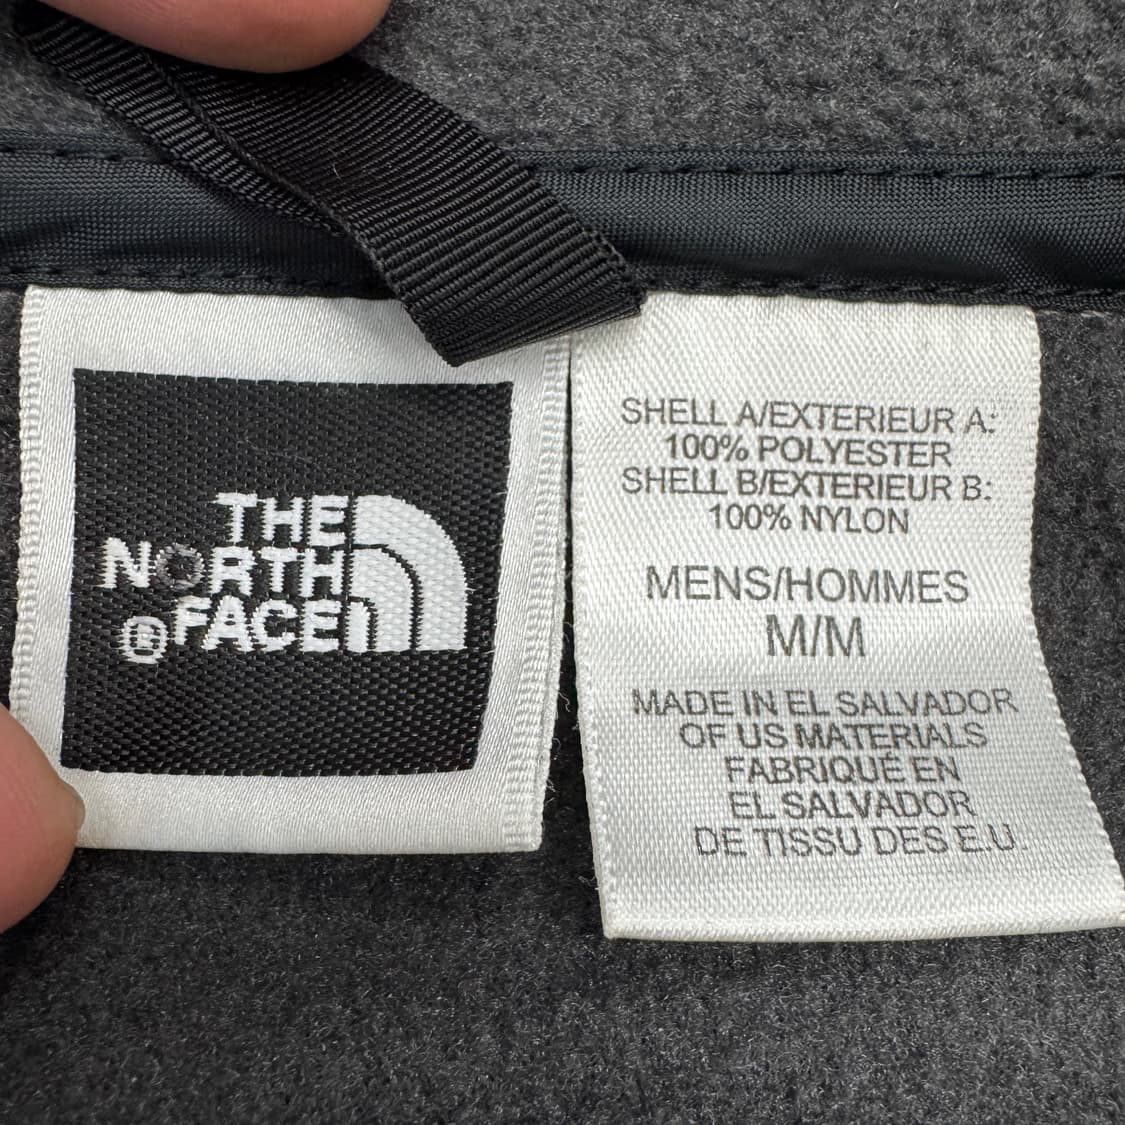 THE
NORTH
®FACE
SHELL A/EXTERIEUR A:
100% POLYESTER
SHELL B/EXTERIEUR B:
100% NYLON
MENS/HOMMES
M/M
MADE IN EL SALVADOR
OF US MATERIALS
FABRIQUÉ EN
EL SALVADOR
DE TISSU DES E.U.